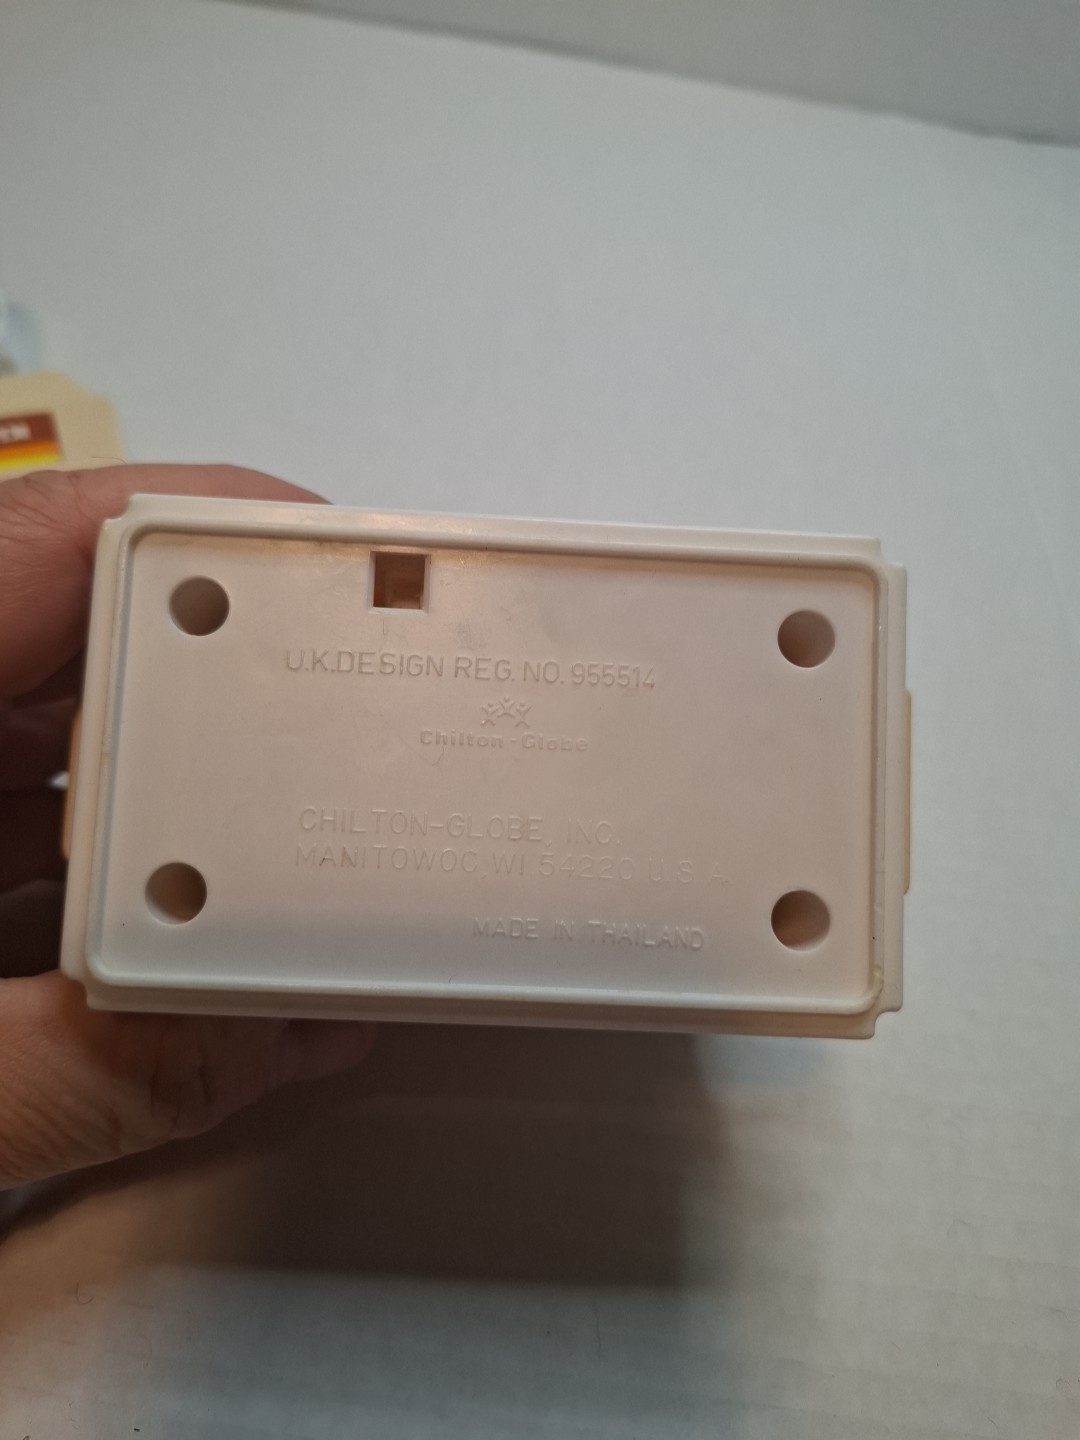 U.K.DESIGN REG. NO. 955514
Chilton-Globe
CHILTON-GLOBE, INC.
MANITOWOC, WI 54220 U.S.A.
MADE IN THAILAND